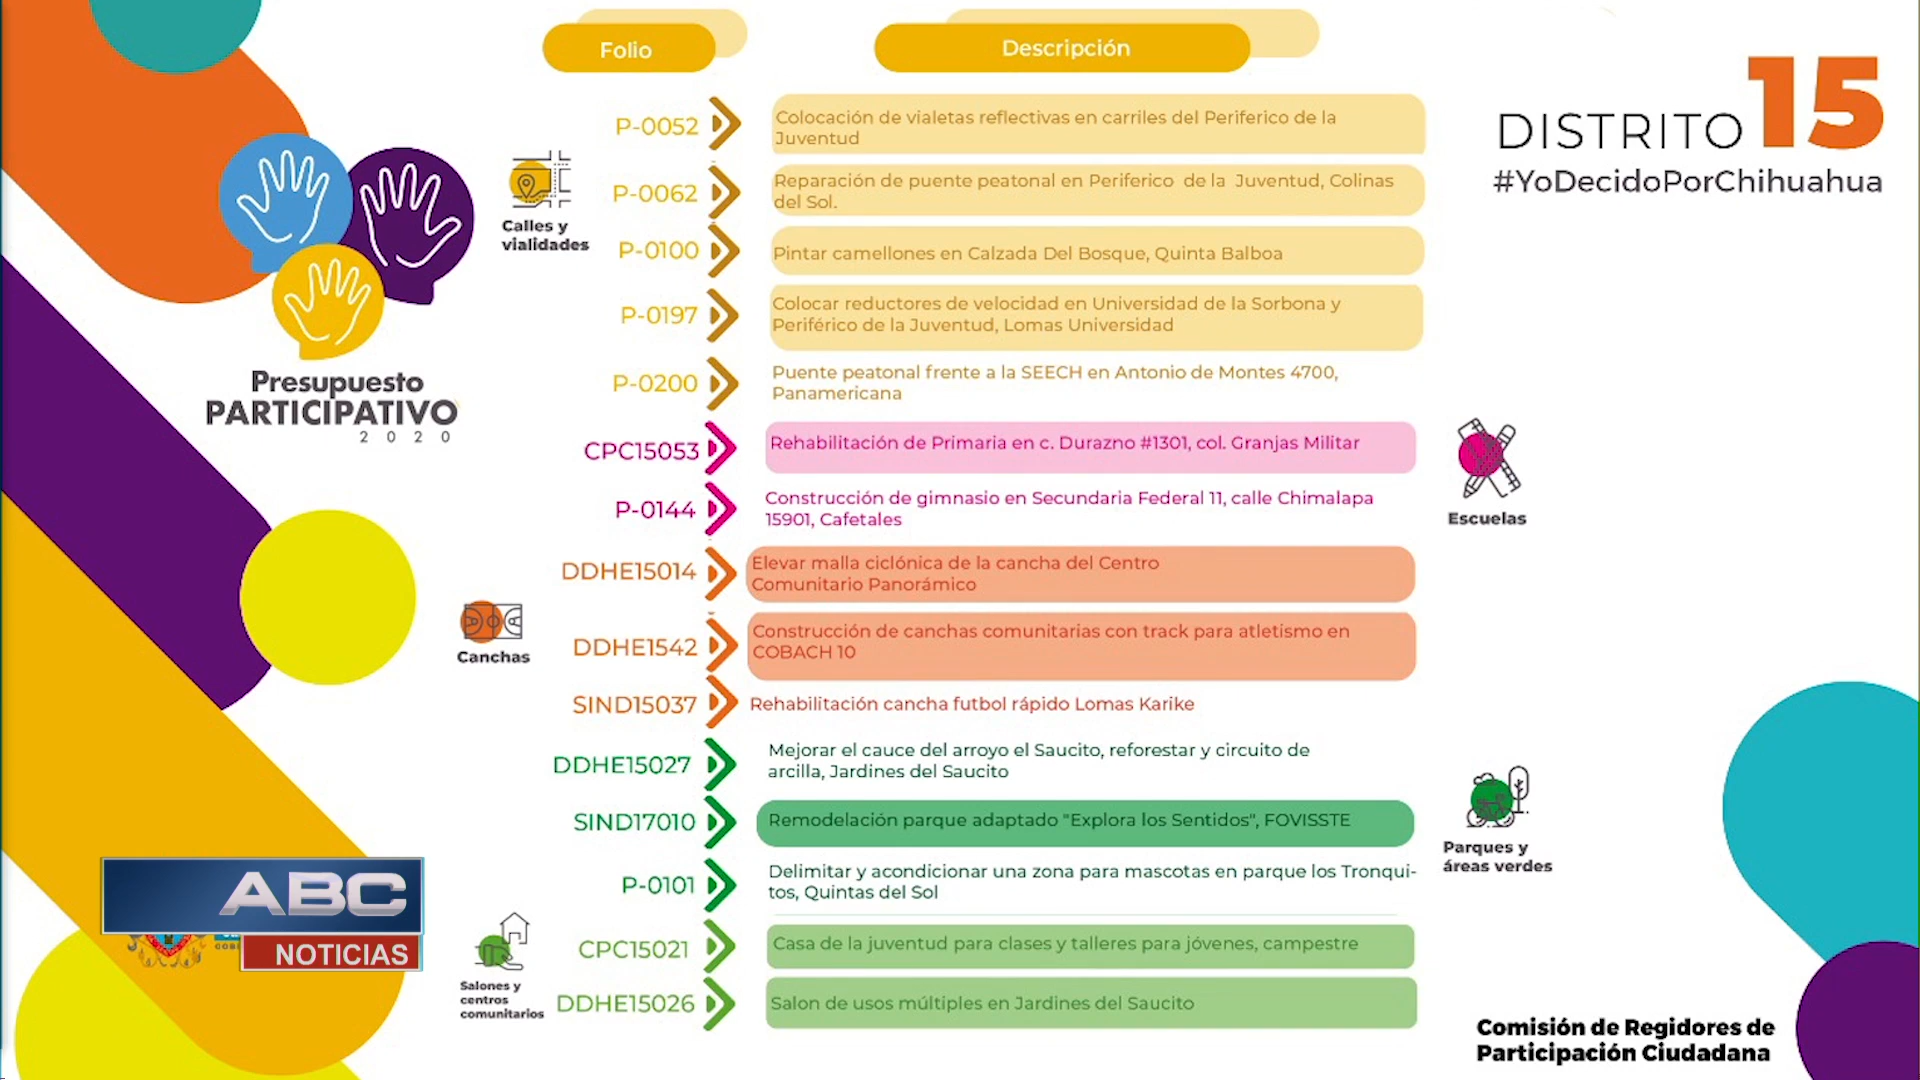 Folio
Descripción
DISTRITO 15
#YoDecidoPorChihuahua
Presupuesto
PARTICIPATIVO
2020
Calles y
vialidades
P-0052
Colocación de vialetas reflectivas en carriles del Periferico de la
Juventud
P-0062
Reparación de puente peatonal en Periferico de la Juventud, Colinas
del Sol.
P-0100
Pintar camellones en Calzada Del Bosque, Quinta Balboa
P-0197
Colocar reductores de velocidad en Universidad de la Sorbona y
Periférico de la Juventud, Lomas Universidad
P-0200
Puente peatonal frente a la SEECH en Antonio de Montes 4700,
Panamericana
Escuelas
CPC15053
Rehabilitación de Primaria en c. Durazno #1301, col. Granjas Militar
P-0144
Construcción de gimnasio en Secundaria Federal 11, calle Chimalapa
15901, Cafetales
Canchas
DDHE15014
Elevar malla ciclónica de la cancha del Centro
Comunitario Panorámico
DDHE1542
Construcción de canchas comunitarias con track para atletismo en
COBACH 10
SIND15037
Rehabilitación cancha futbol rápido Lomas Karike
Parques y
áreas verdes
DDHE15027
Mejorar el cauce del arroyo el Saucito, reforestar y circuito de
arcilla, Jardines del Saucito
SIND17010
Remodelación parque adaptado "Explora los Sentidos", FOVISSTE
P-0101
Delimitar y acondicionar una zona para mascotas en parque los Tronqui-
tos, Quintas del Sol
Salones y
centros
comunitarios
CPC15021
Casa de la juventud para clases y talleres para jóvenes, campestre
DDHE15026
Salon de usos múltiples en Jardines del Saucito
ABC
NOTICIAS
Comisión de Regidores de
Participación Ciudadana